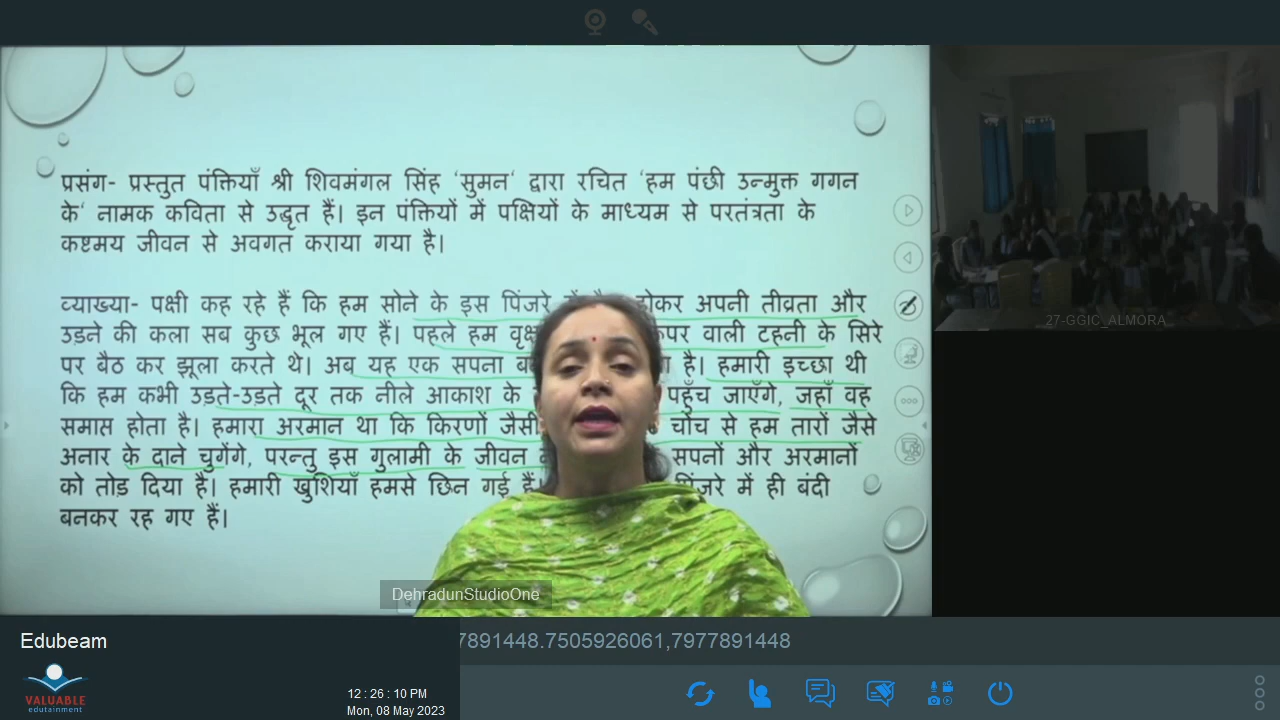 प्रसंग- प्रस्तुत पंक्तियाँ श्री शिवमंगल सिंह 'सुमन' द्वारा रचित 'हम पंछी उन्मुक्त गगन
के' नामक कविता से उद्धृत हैं। इन पंक्तियों में पक्षियों के माध्यम से परतंत्रता के
कष्टमय जीवन से अवगत कराया गया है।
व्याख्या- पक्षी कह रहे हैं कि हम सोने के इस पिंजरे होकर अपनी तीव्रता और
उड़ने की कला सब कुछ भूल गए हैं। पहले हम वाली टहनी के सिरे
पर बैठ कर झूला करते थे। अब यह एक सपना है। हमारी इच्छा थी
कि हम कभी उड़ते-उड़ते दूर तक नीले आकाश के पहुँच जाएँगे, जहाँ वह
समाप्त होता है। हमारा अरमान था कि किरणों जैसी चोंच से हम तारों जैसे
अनार के दाने चुगेंगे, परन्तु इस गुलामी के जीवन सपनों और अरमानों
को तोड़ दिया है। हमारी खुशियाँ हमसे छिन गई पिंजरे में ही बंदी
बनकर रह गए हैं।
27-GGIC_ALMORA
DehradunStudioOne
Edubeam
7891448.7505926061,7977891448
VALUABLE
edutainment
12 : 26 : 10 PM
Mon, 08 May 2023